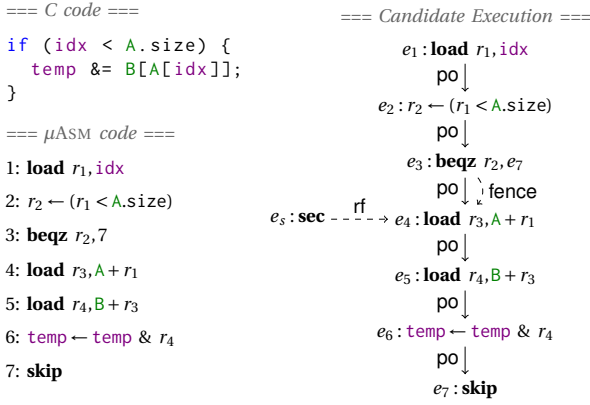 === C code ===
if (idx < A.size) {
temp &= B[A[idx]];
}
=== μASM code ===
1: load r1,idx
2: r2 ← (r1 < A.size)
3: beqz r2,7
4: load r3,A + r1
5: load r4,B + r3
6: temp ← temp & r4
7: skip
=== Candidate Execution ===
e1 : load r1,idx
po
e2 : r2 ← (r1 < A.size)
po
e3 : beqz r2,e7
po fence
es : sec rf e4 : load r3,A + r1
po
e5 : load r4,B + r3
po
e6 : temp ← temp & r4
po
e7 : skip